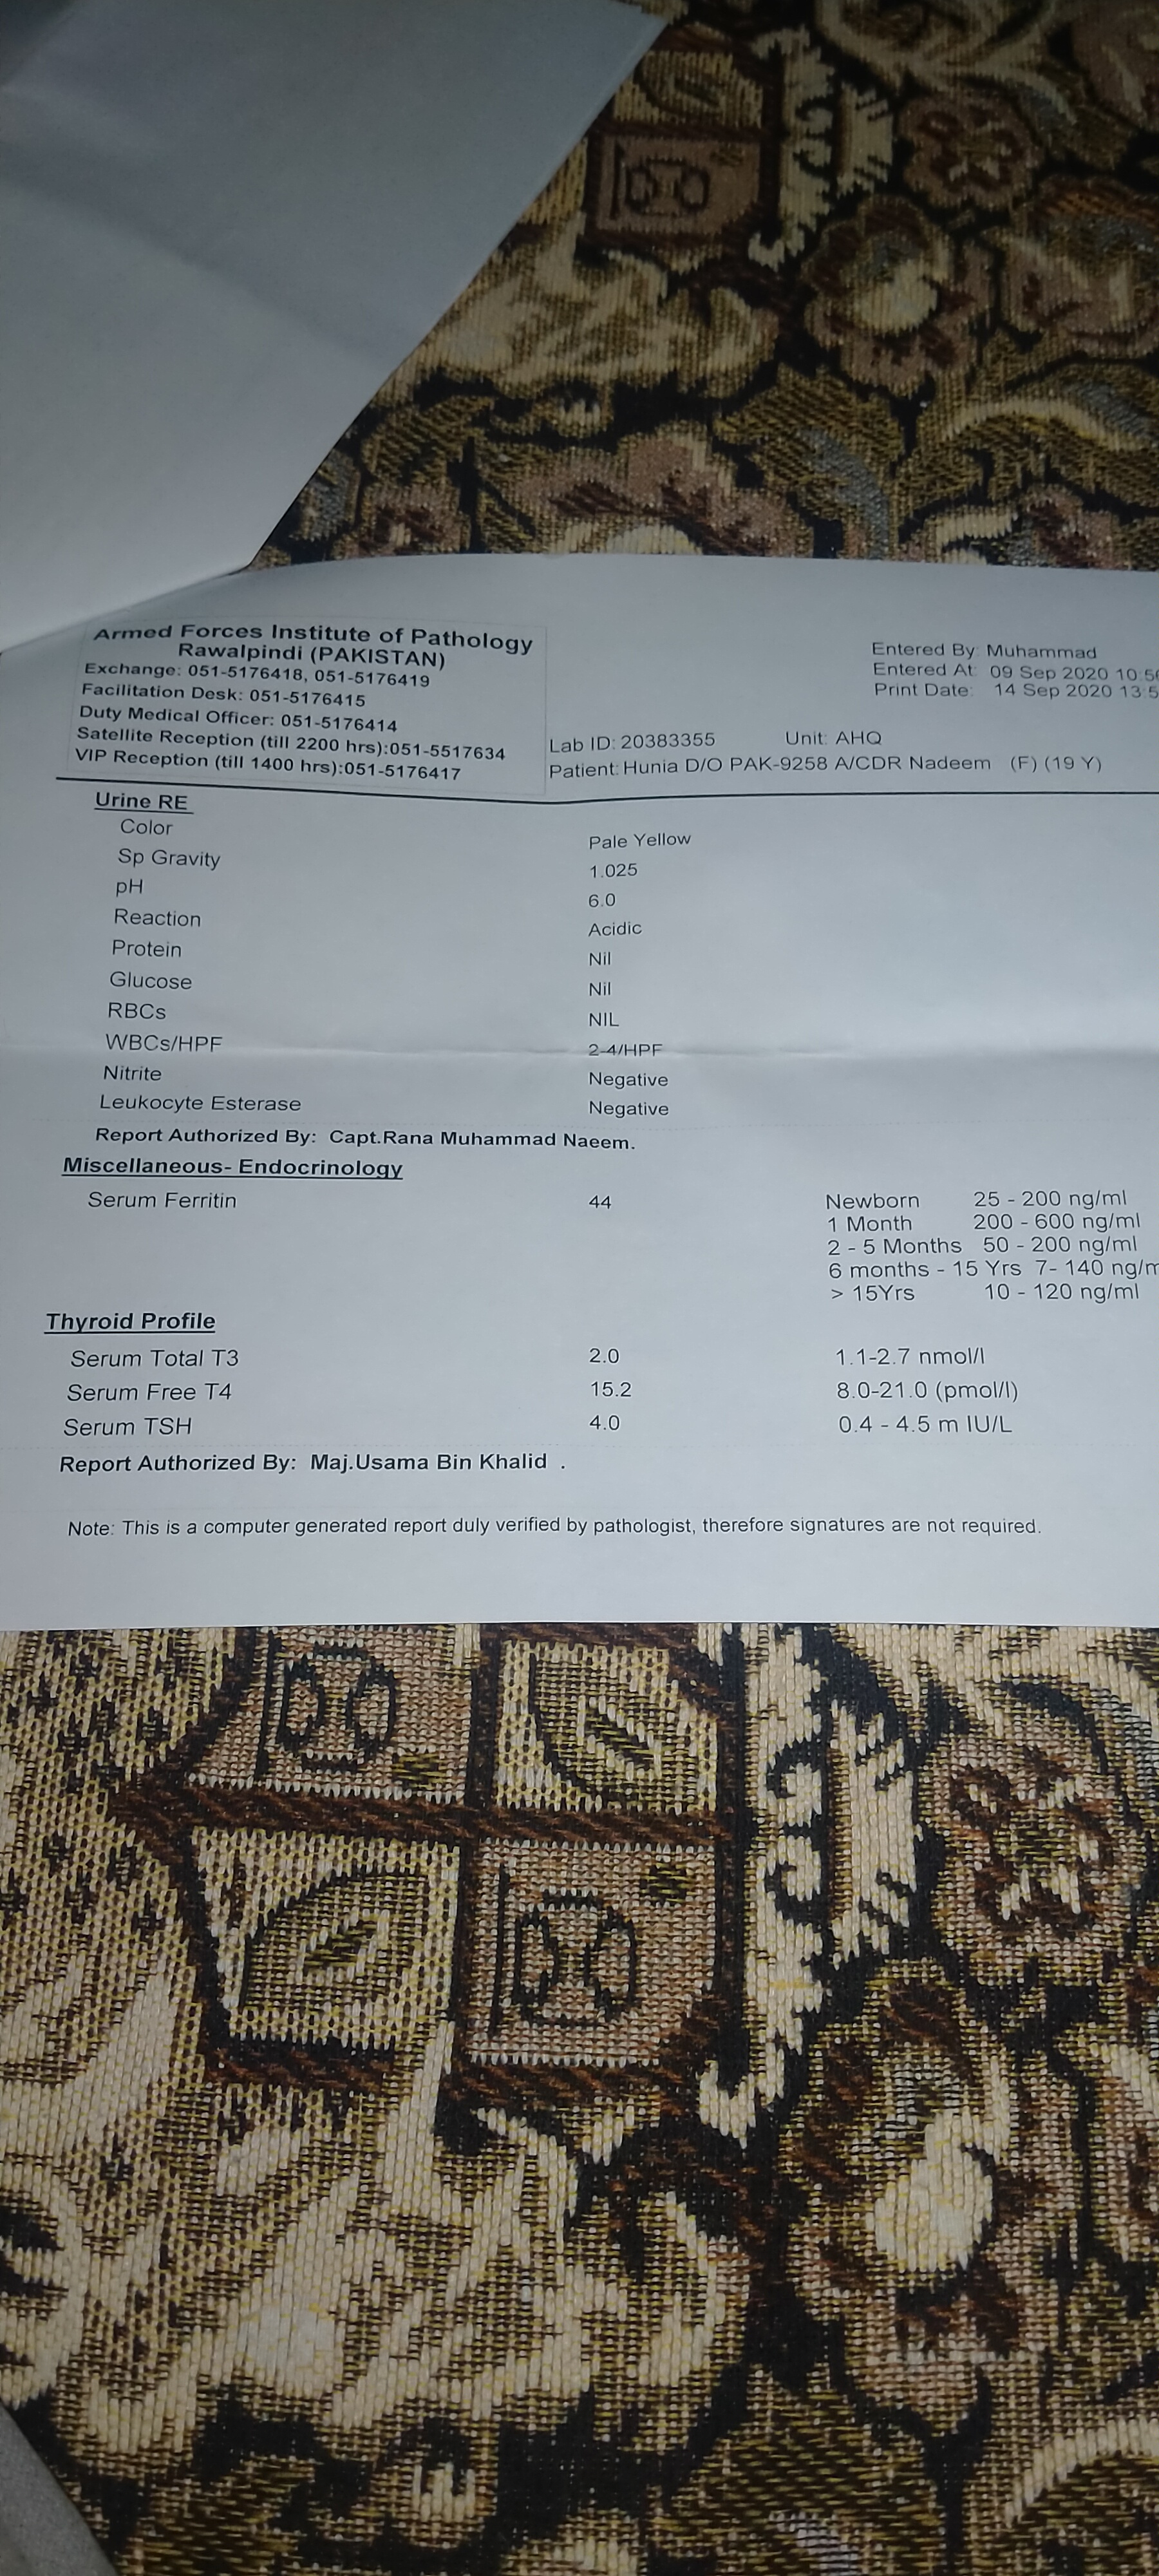 Armed Forces Institute of Pathology
Rawalpindi (PAKISTAN)
Exchange: 051-5176418, 051-5176419
Facilitation Desk: 051-5176415
Duty Medical Officer: 051-5176414
Satellite Reception (till 2200 hrs):051-5517634
VIP Reception (till 1400 hrs):051-5176417
Entered By: Muhammad
Entered At: 09 Sep 2020
Print Date: 14 Sep 2020
Lab ID: 20383355 Unit: AHQ
Patient: Hunia D/O PAK-9258 A/CDR Nadeem (F) (19 Y)
Urine RE
Color Pale Yellow
Sp Gravity 1.025
pH 6.0
Reaction Acidic
Protein Nil
Glucose Nil
RBCs NIL
WBCs/HPF 2-4/HPF
Nitrite Negative
Leukocyte Esterase Negative
Report Authorized By: Capt.Rana Muhammad Naeem.
Miscellaneous- Endocrinology
Serum Ferritin 44 Newborn 25 - 200 ng/ml
1 Month 200 - 600 ng/ml
2 - 5 Months 50 - 200 ng/ml
6 months - 15 Yrs 7- 140
> 15Yrs 10 - 120 ng/ml
Thyroid Profile
Serum Total T3 2.0 1.1-2.7 nmol/l
Serum Free T4 15.2 8.0-21.0 (pmol/l)
Serum TSH 4.0 0.4 - 4.5 m IU/L
Report Authorized By: Maj.Usama Bin Khalid .
Note: This is a computer generated report duly verified by pathologist, therefore signatures are not required.